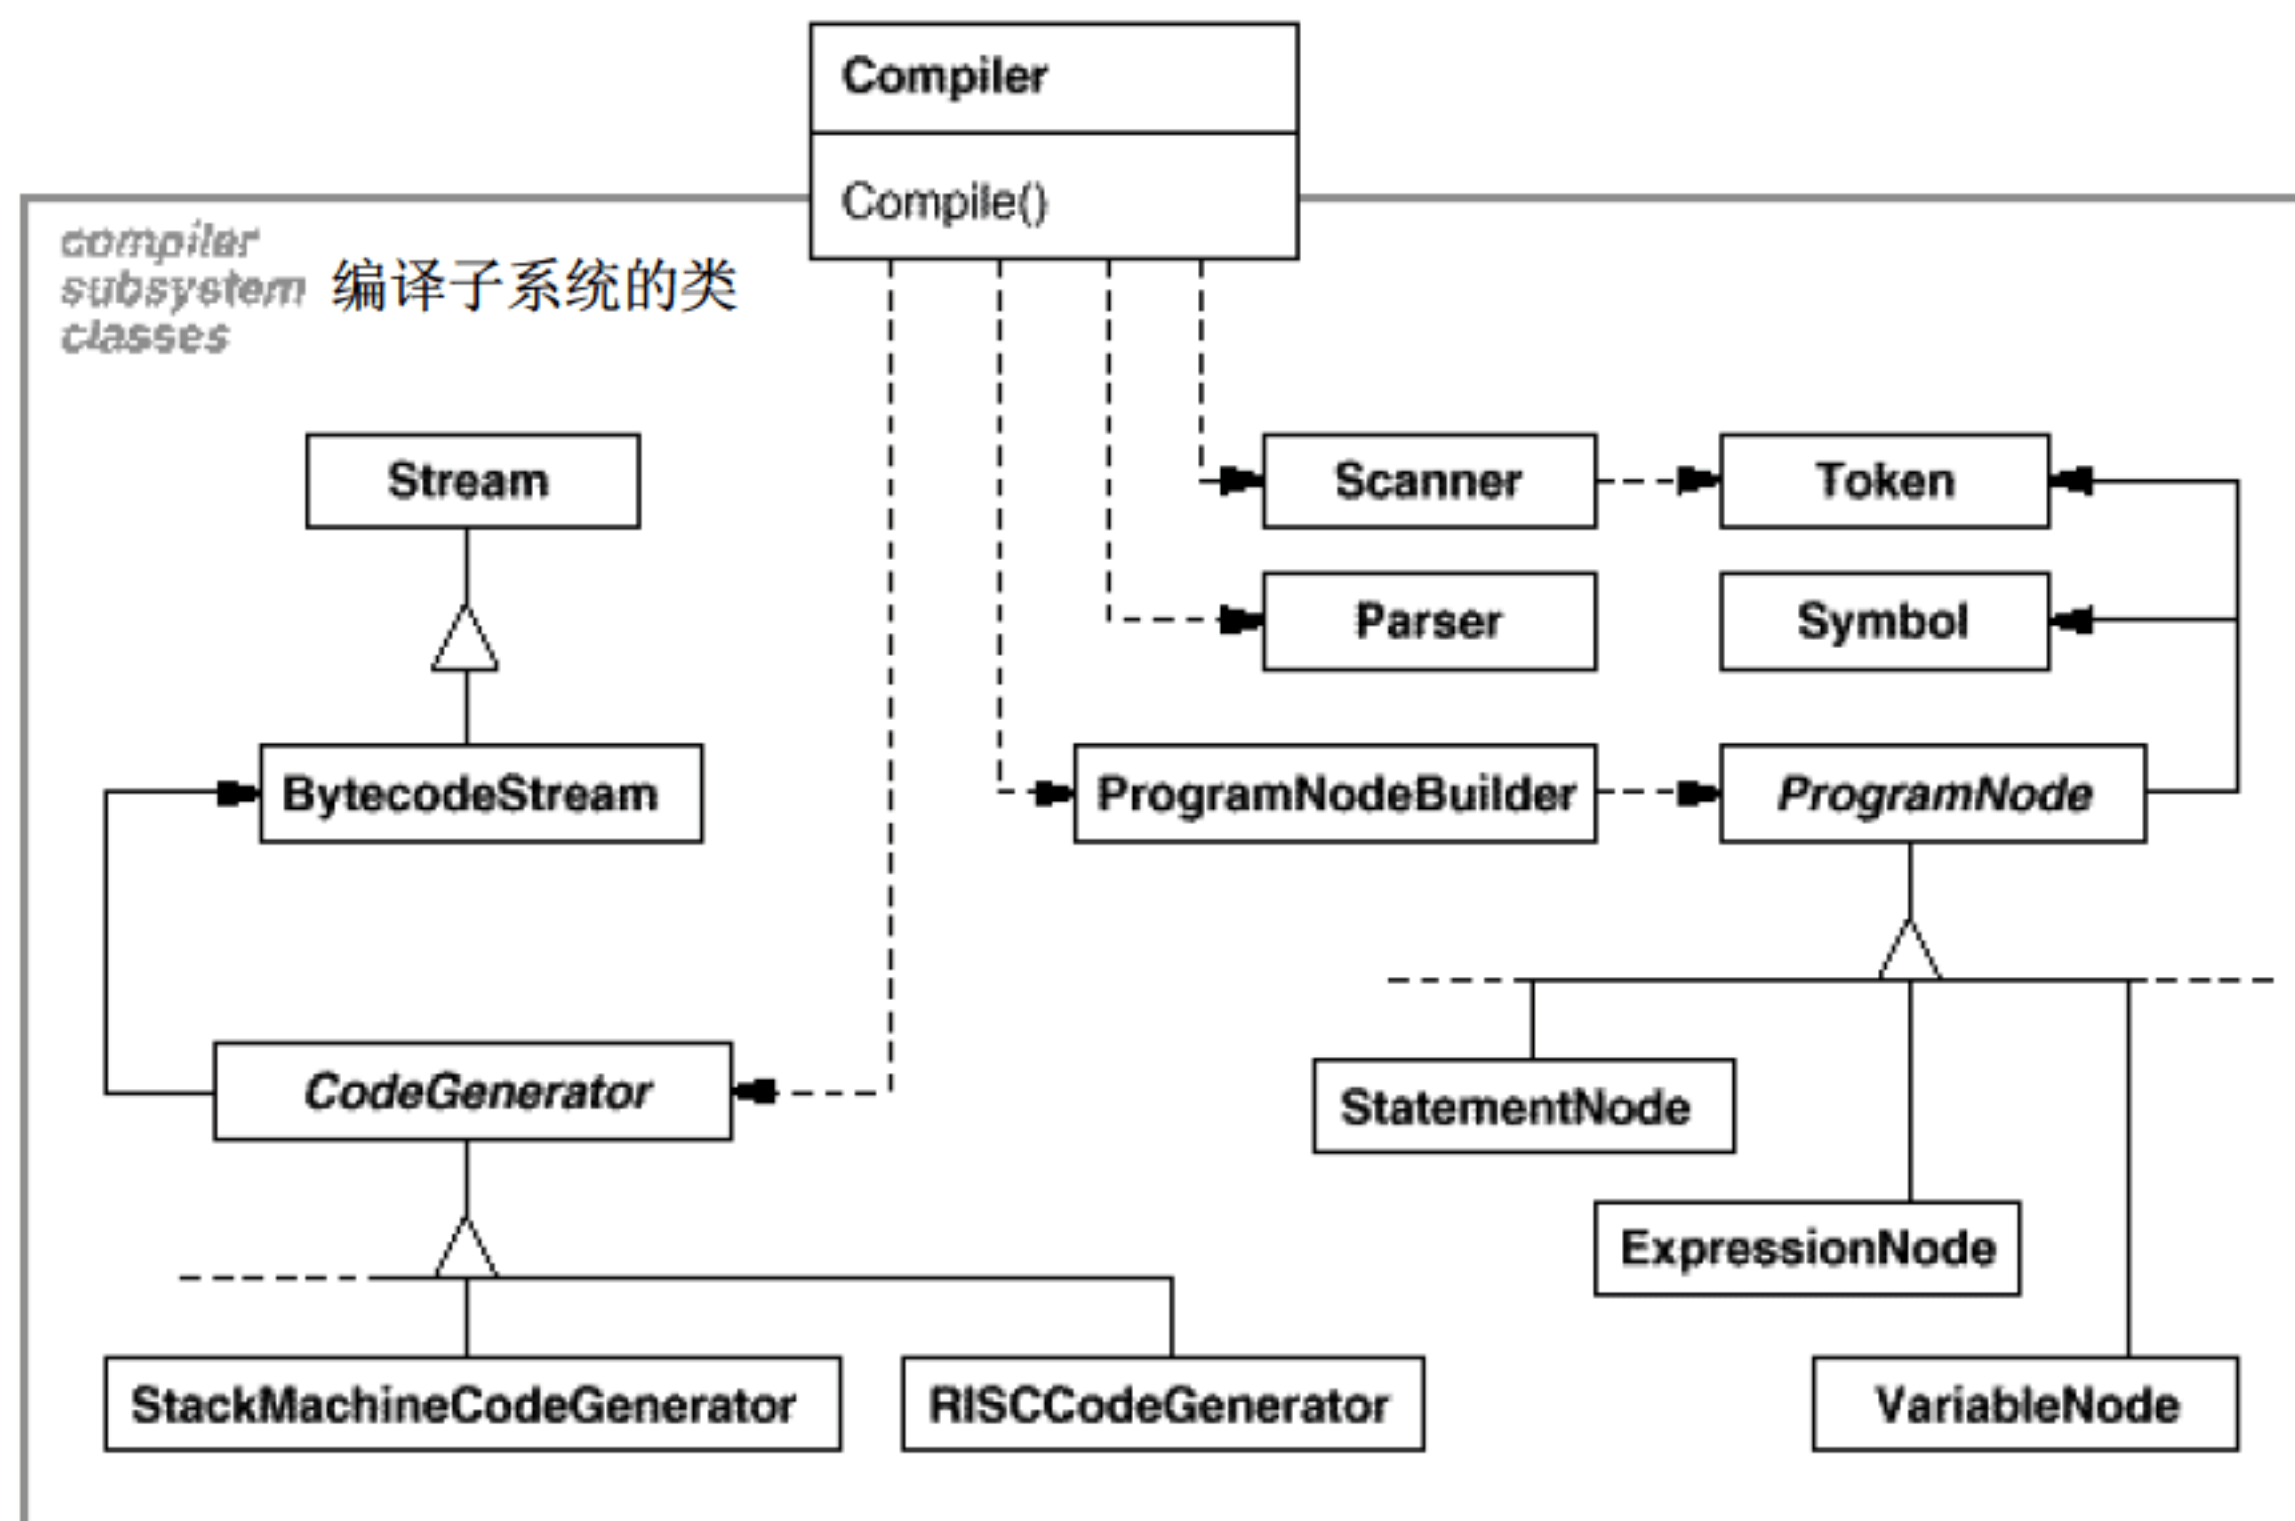 Compiler
Compile()
compiler
subsystem 编译子系统的类
classes
Stream
Scanner
Token
Parser
Symbol
BytecodeStream
ProgramNodeBuilder
ProgramNode
CodeGenerator
StatementNode
ExpressionNode
StackMachineCodeGenerator
RISCCodeGenerator
VariableNode